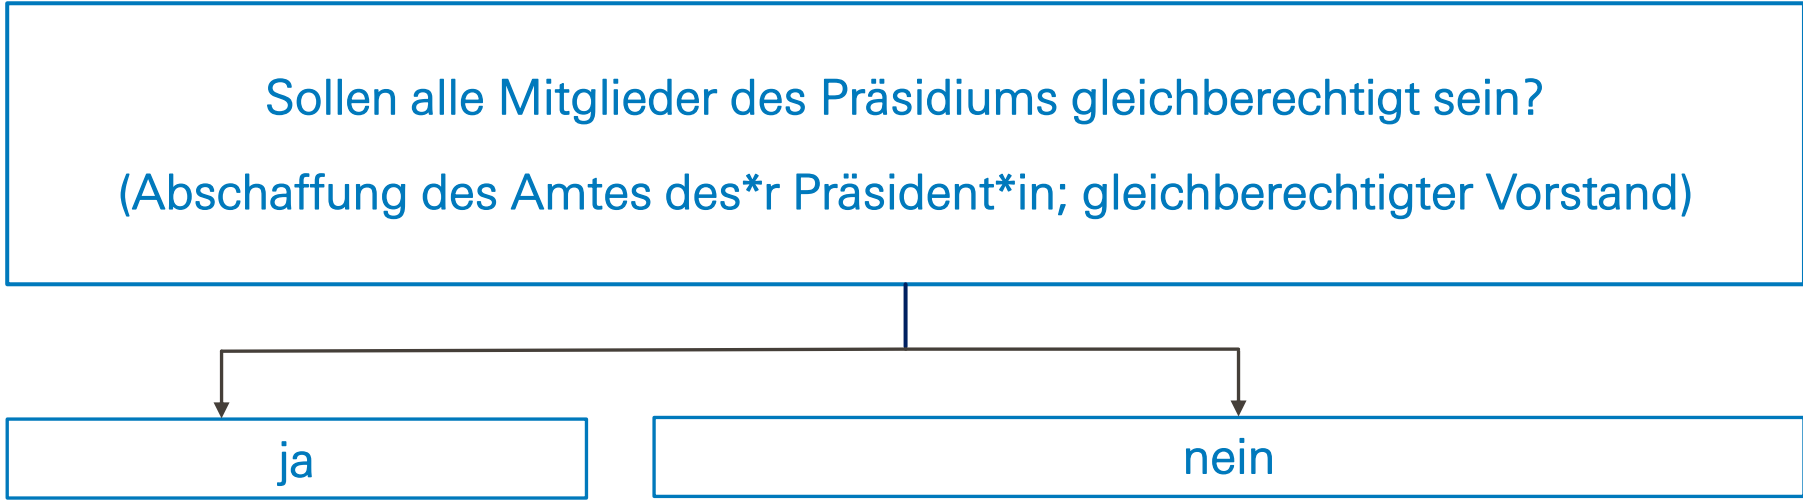 Sollen alle Mitglieder des Präsidiums gleichberechtigt sein?
(Abschaffung des Amtes des*r Präsident*in; gleichberechtigter Vorstand)
ja
nein